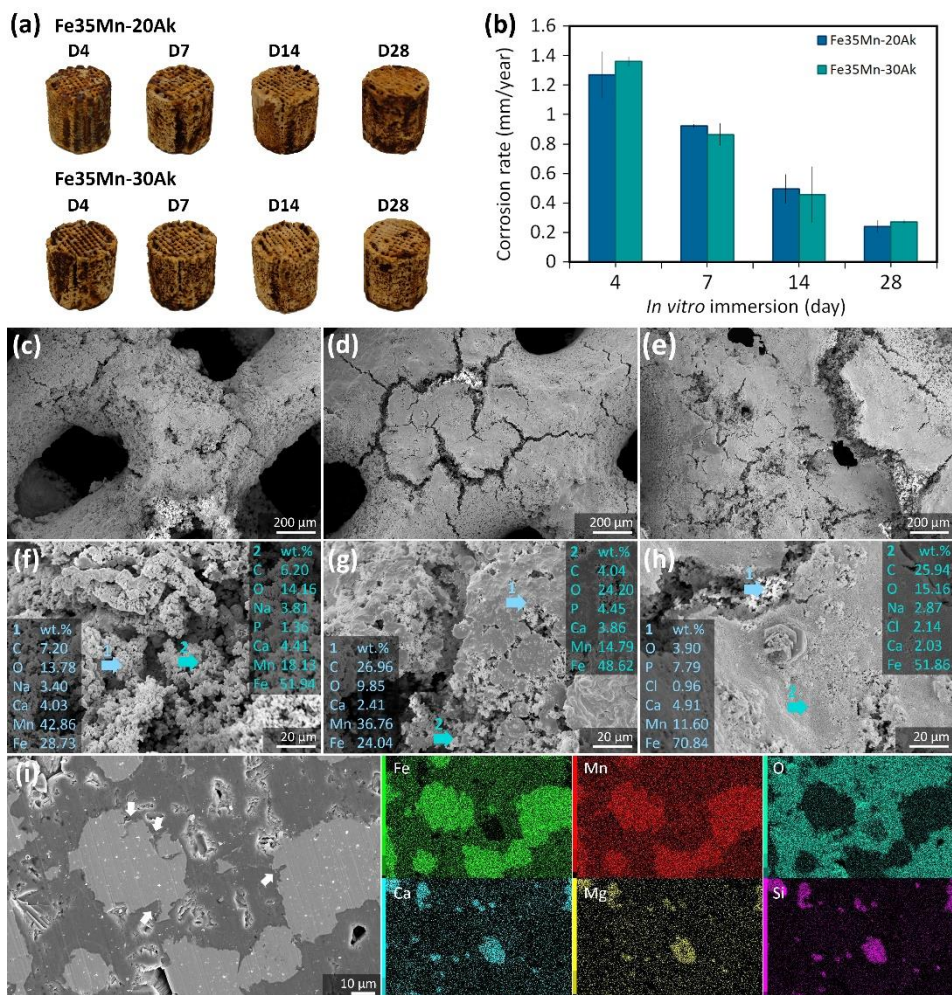 (a)
Fe35Mn-20Ak
D4 D7 D14 D28
Fe35Mn-30Ak
D4 D7 D14 D28
(b)
Corrosion rate (mm/year)
1.6
1.4
1.2
1
0.8
0.6
0.4
0.2
0
Fe35Mn-20Ak
Fe35Mn-30Ak
4 7 14 28
In vitro immersion (day)
(c)
200 µm
(d)
200 µm
(e)
200 µm
(f)
1 wt.%
C 7.20
O 13.78
Na 3.40
Ca 4.03
Mn 42.86
Fe 28.73
1
2
2 wt.%
C 6.20
O 14.16
Na 3.81
P 1.36
Ca 4.41
Mn 18.13
Fe 51.94
20 µm
(g)
1 wt.%
C 26.96
O 9.85
Ca 2.41
Mn 36.76
Fe 24.04
1
2
2 wt.%
C 4.04
O 24.20
P 4.45
Ca 3.86
Mn 14.79
Fe 48.62
20 µm
(h)
1 wt.%
O 3.90
P 7.79
Cl 0.96
Ca 4.91
Mn 11.60
Fe 70.84
1
2
2 wt.%
C 25.94
O 15.16
Na 2.87
Cl 2.14
Ca 2.03
Fe 51.86
20 µm
(i)
10 µm
Fe
Mn
O
Ca
Mg
Si